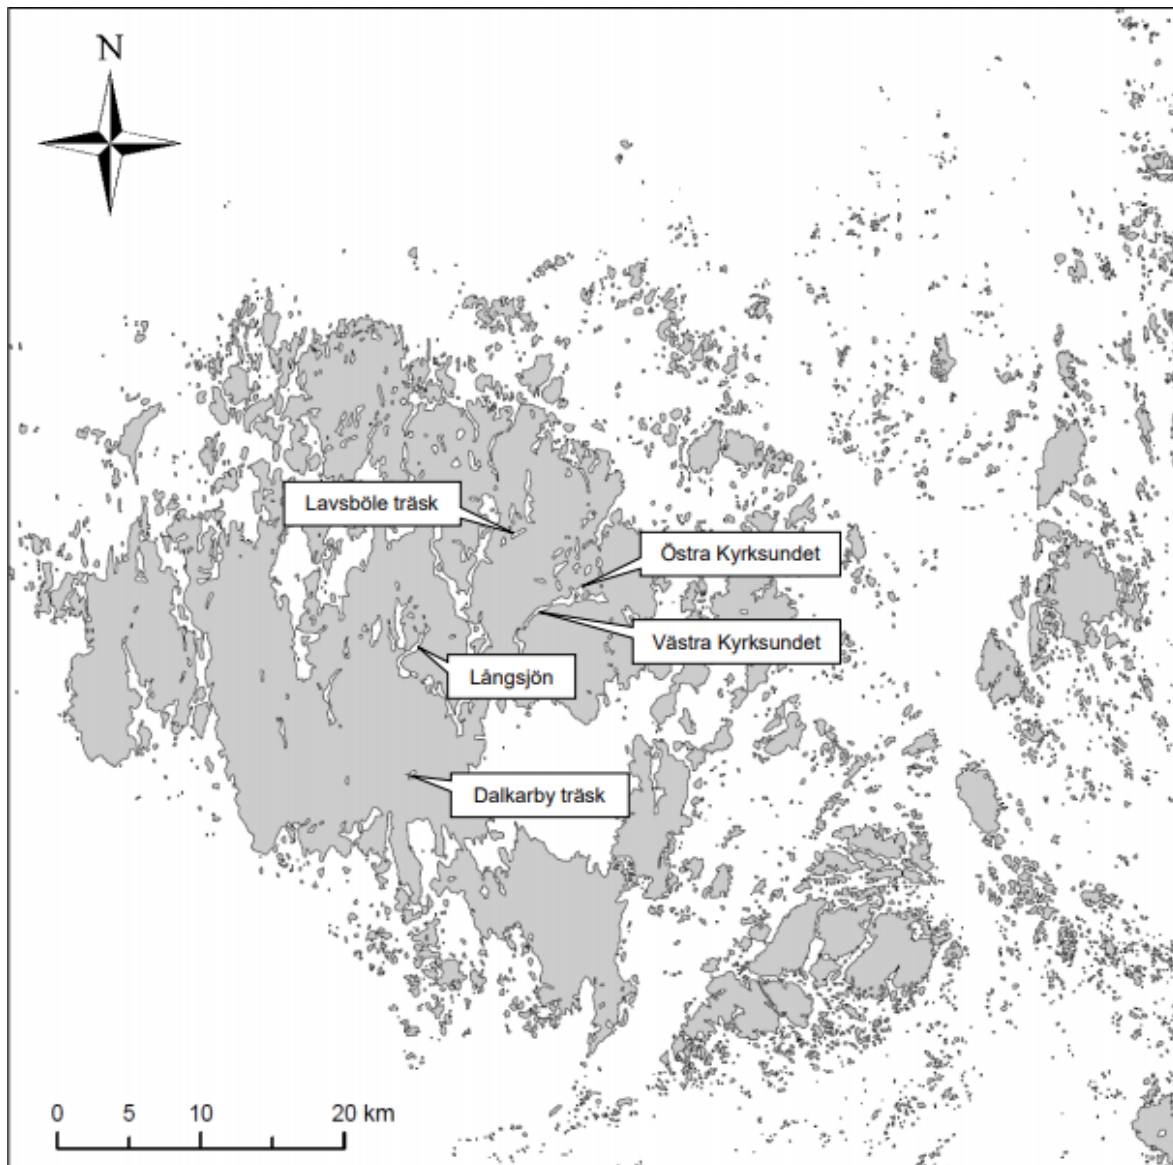 N
Lavsböle träsk
Östra Kyrksundet
Västra Kyrksundet
Långsjön
Dalkarby träsk
0 5 10 20 km